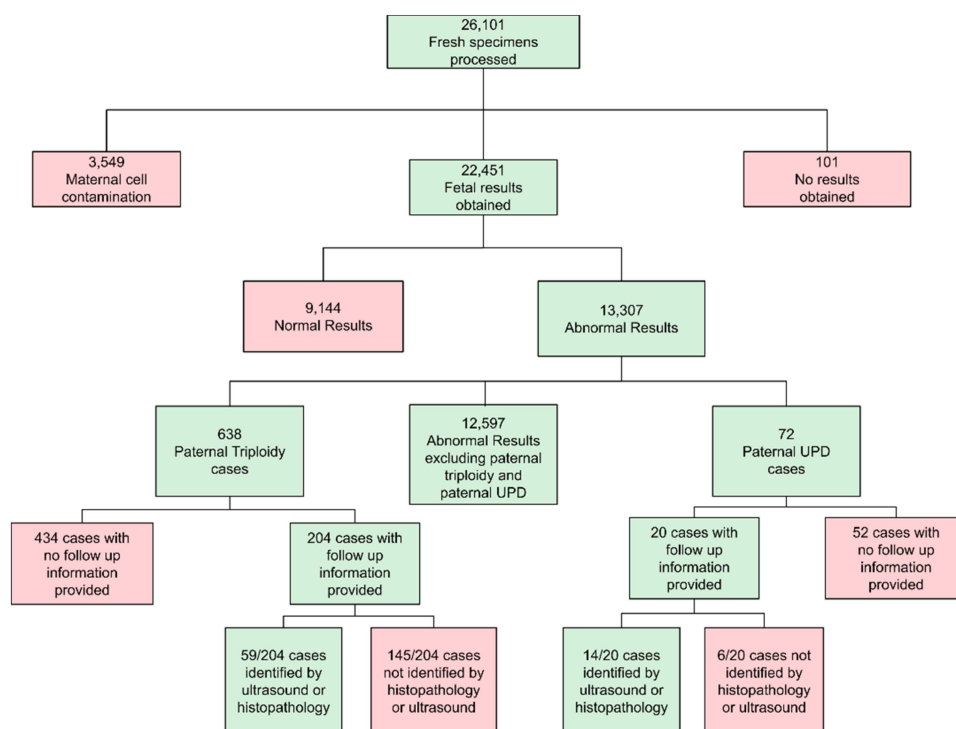 26,101
Fresh specimens
processed
3,549
Maternal cell
contamination
22,451
Fetal results
obtained
101
No results
obtained
9,144
Normal Results
13,307
Abnormal Results
638
Paternal Triploidy
cases
12,597
Abnormal Results
excluding paternal
triploidy and
paternal UPD
72
Paternal UPD
cases
434 cases with
no follow up
information
provided
204 cases with
follow up
information
provided
20 cases with
follow up
information
provided
52 cases with
no follow up
information
provided
59/204 cases
identified by
ultrasound or
histopathology
145/204 cases
not identified by
histopathology
or ultrasound
14/20 cases
identified by
ultrasound or
histopathology
6/20 cases not
identified by
histopathology
or ultrasound